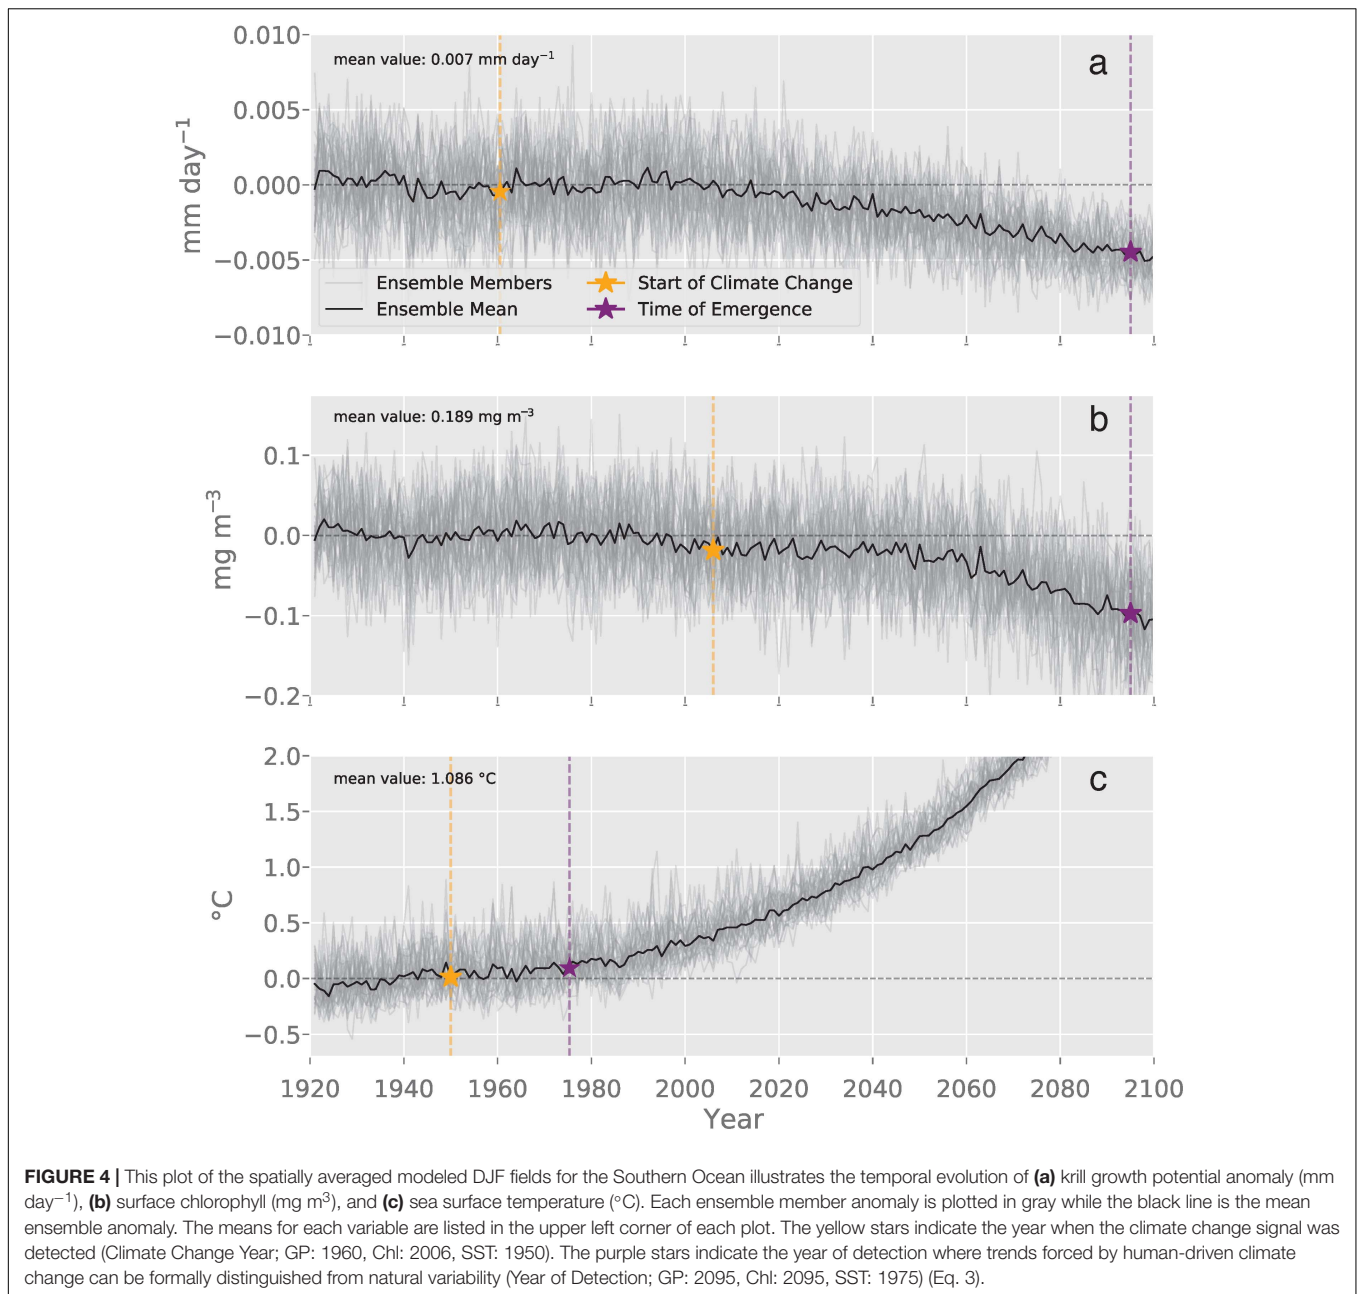 0.010
mean value: 0.007 mm day⁻¹
a
0.005
0.000
−0.005
−0.010
mm day⁻¹
Ensemble Members
Ensemble Mean
Start of Climate Change
Time of Emergence
mean value: 0.189 mg m⁻³
b
0.1
0.0
−0.1
−0.2
mg m⁻³
2.0
mean value: 1.086 °C
c
1.5
1.0
0.5
0.0
−0.5
°C
1920 1940 1960 1980 2000 2020 2040 2060 2080 2100
Year
FIGURE 4 | This plot of the spatially averaged modeled DJF fields for the Southern Ocean illustrates the temporal evolution of (a) krill growth potential anomaly (mm
day⁻¹), (b) surface chlorophyll (mg m³), and (c) sea surface temperature (°C). Each ensemble member anomaly is plotted in gray while the black line is the mean
ensemble anomaly. The means for each variable are listed in the upper left corner of each plot. The yellow stars indicate the year when the climate change signal was
detected (Climate Change Year; GP: 1960, Chl: 2006, SST: 1950). The purple stars indicate the year of detection where trends forced by human-driven climate
change can be formally distinguished from natural variability (Year of Detection; GP: 2095, Chl: 2095, SST: 1975) (Eq. 3).